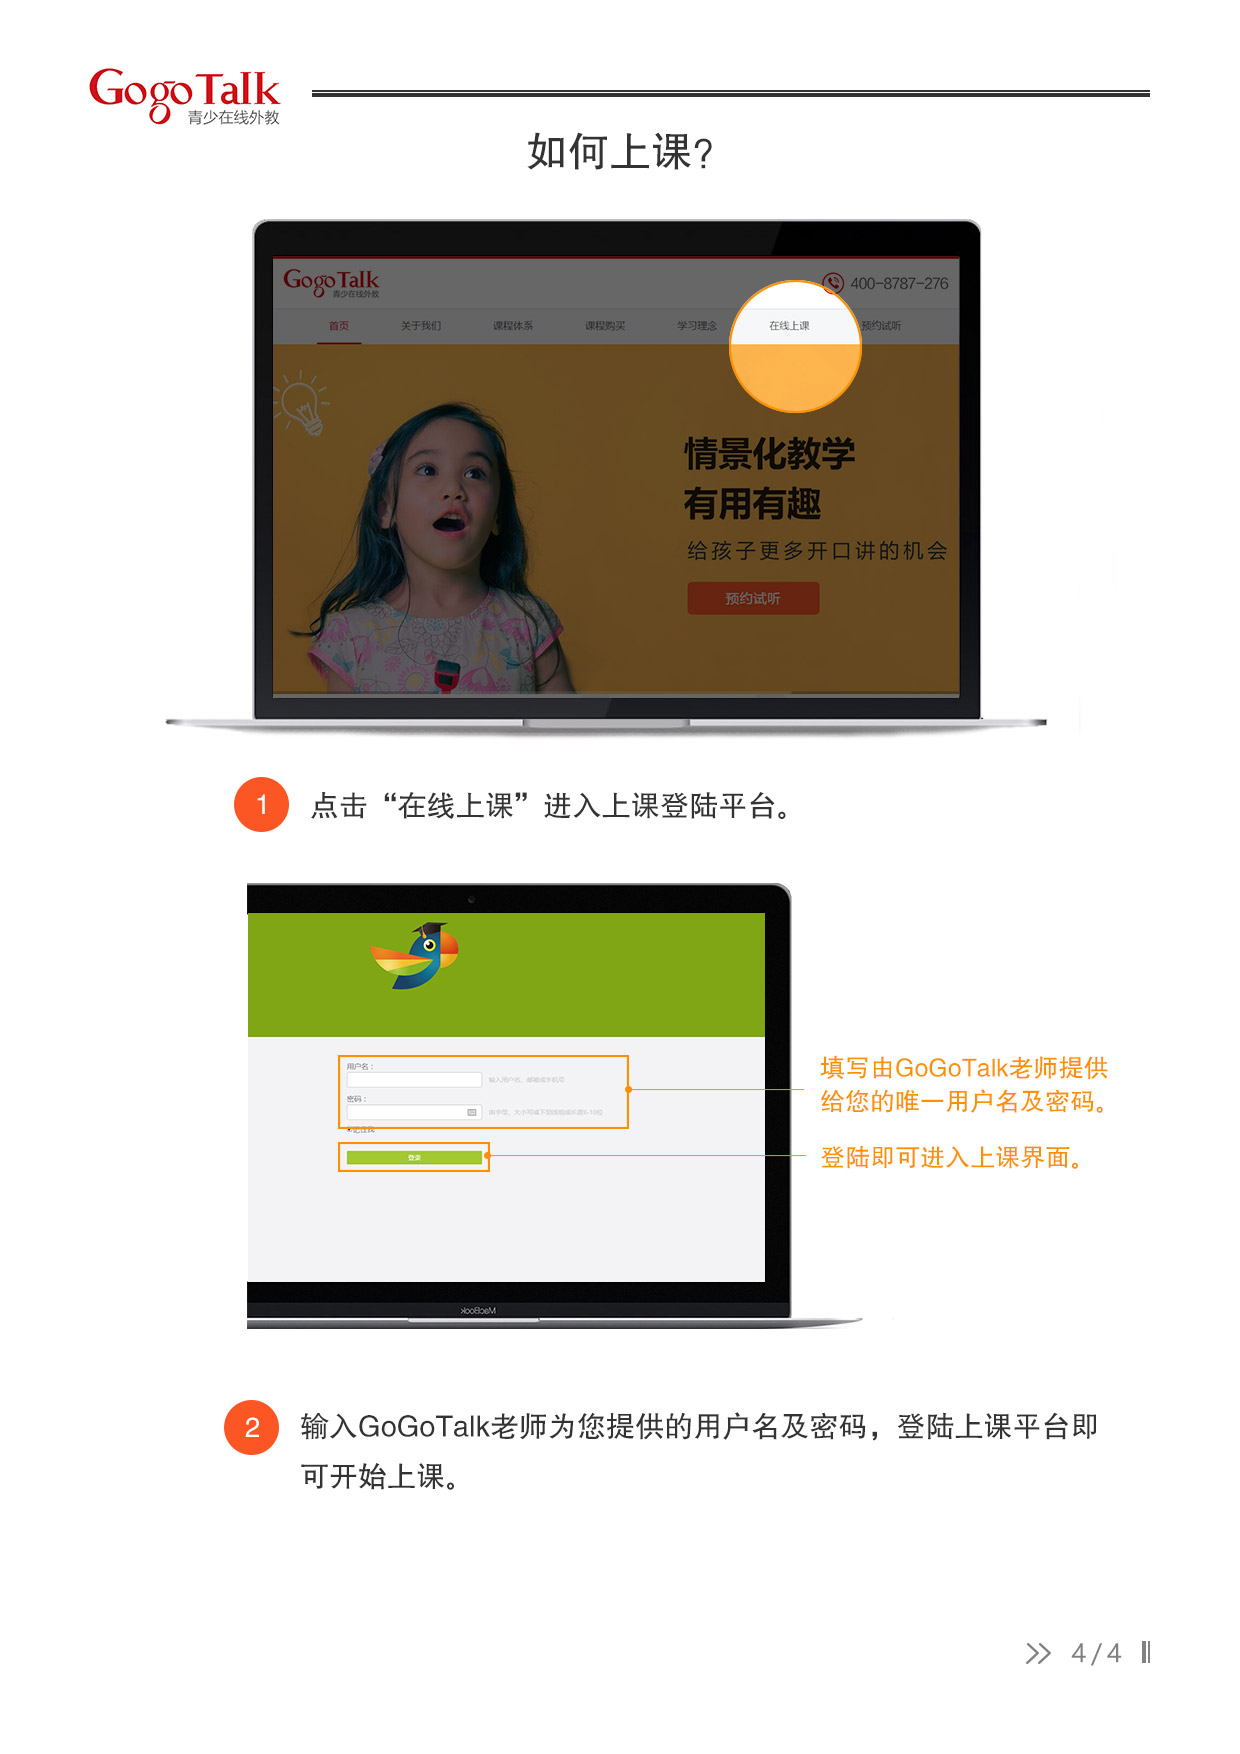 GogoTalk
青少在线外教
如何上课?
GogoTalk
青少在线外教
400-8787-276
首页 关于我们 课程体系 课程购买 学习理念 在线上课 预约试听
情景化教学
有用有趣
给孩子更多开口讲的机会
预约试听
1 点击“在线上课”进入上课登陆平台。
用户名：
输入用户名、邮箱或手机号
密码：
记住我
登录
填写由GoGoTalk老师提供
给您的唯一用户名及密码。
登陆即可进入上课界面。
MacBook
2 输入GoGoTalk老师为您提供的用户名及密码，登陆上课平台即
可开始上课。
4/4